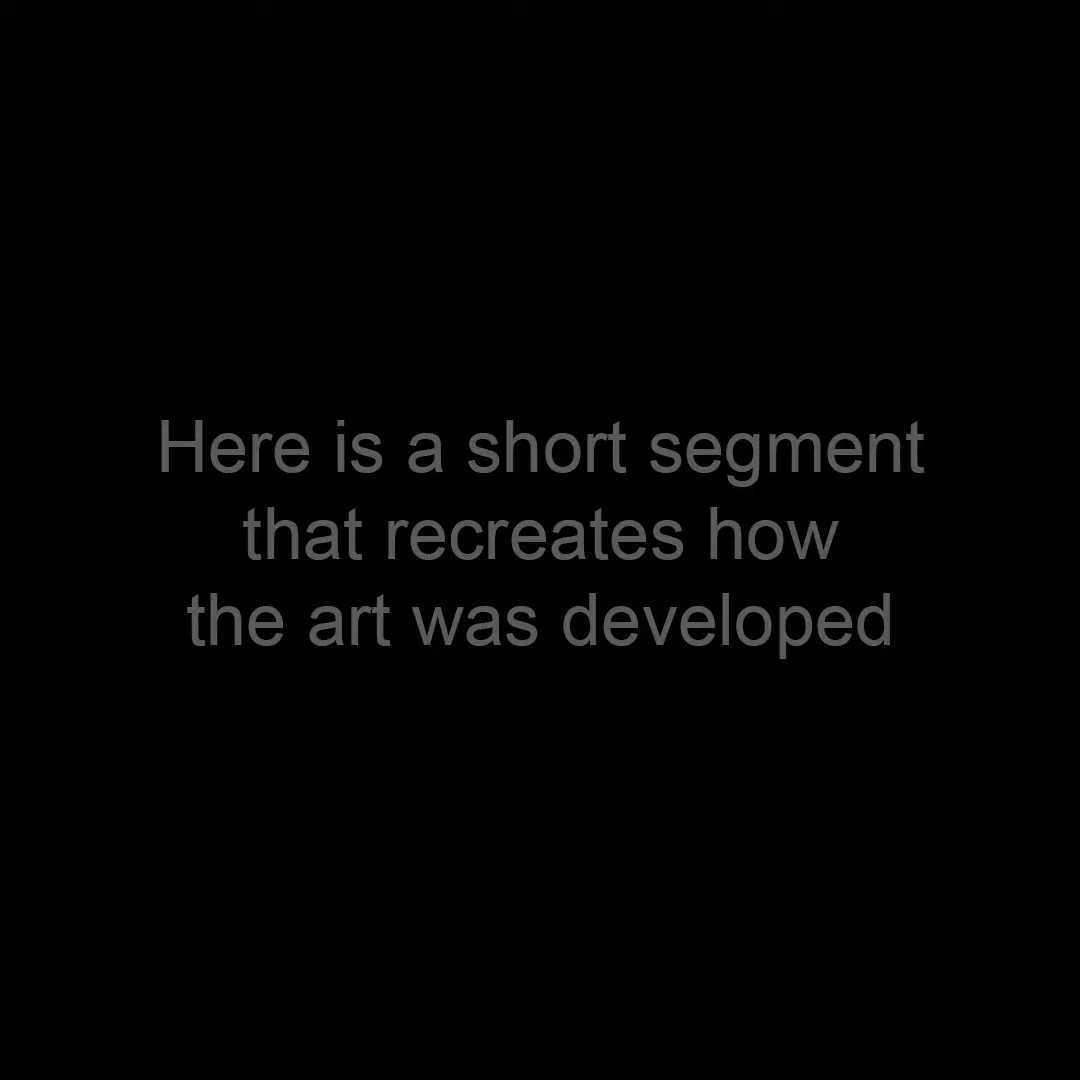 Here is a short segment
that recreates how
the art was developed